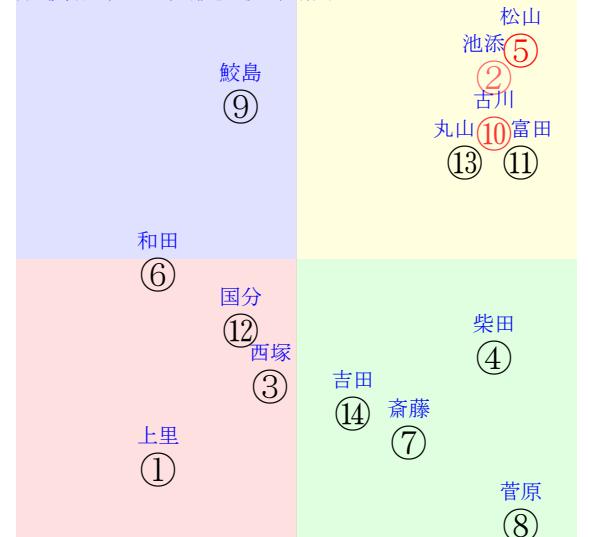 松山
⑤
池添
②
鮫島
⑨
古川
⑩
丸山
⑬
富田
⑪
和田
⑥
国分
⑫
柴田
④
西塚
③
吉田
⑭
斎藤
⑦
上里
①
菅原
⑧